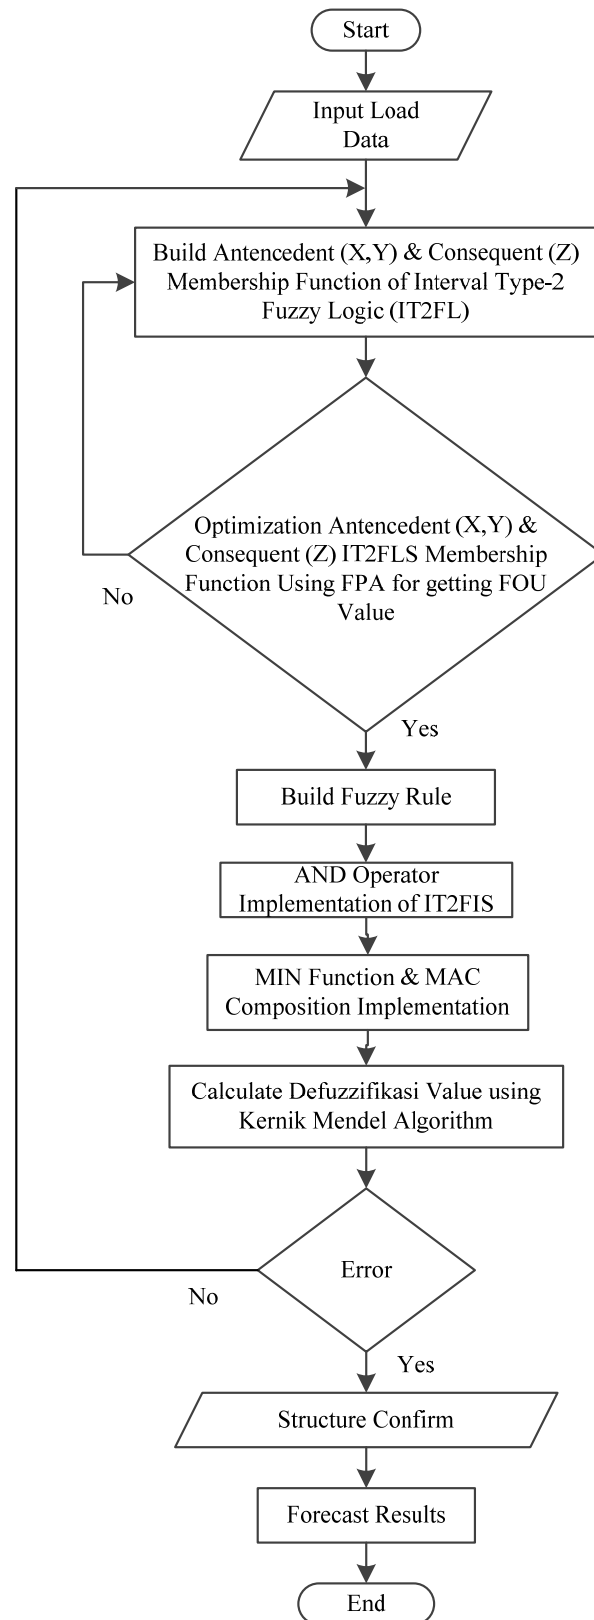 Start
Input Load
Data
Build Antencedent (X,Y) & Consequent (Z)
Membership Function of Interval Type-2
Fuzzy Logic (IT2FL)
Optimization Antencedent (X,Y) &
Consequent (Z) IT2FLS Membership
Function Using FPA for getting FOU
Value
No
Yes
Build Fuzzy Rule
AND Operator
Implementation of IT2FIS
MIN Function & MAC
Composition Implementation
Calculate Defuzzifikasi Value using
Kernik Mendel Algorithm
Error
No
Yes
Structure Confirm
Forecast Results
End